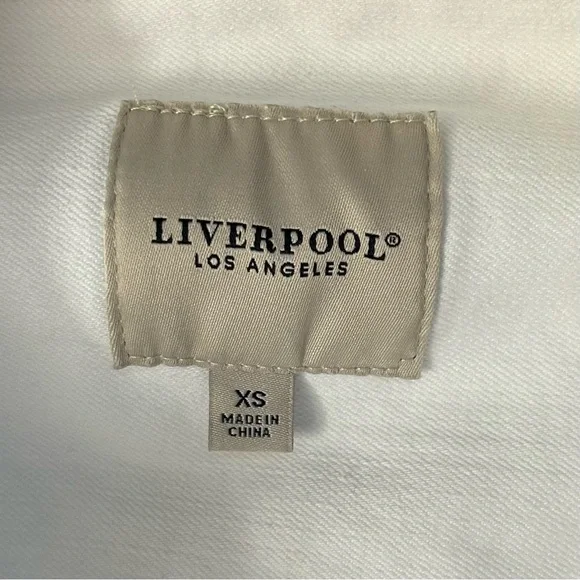 LIVERPOOL®
LOS ANGELES
XS
MADE IN
CHINA